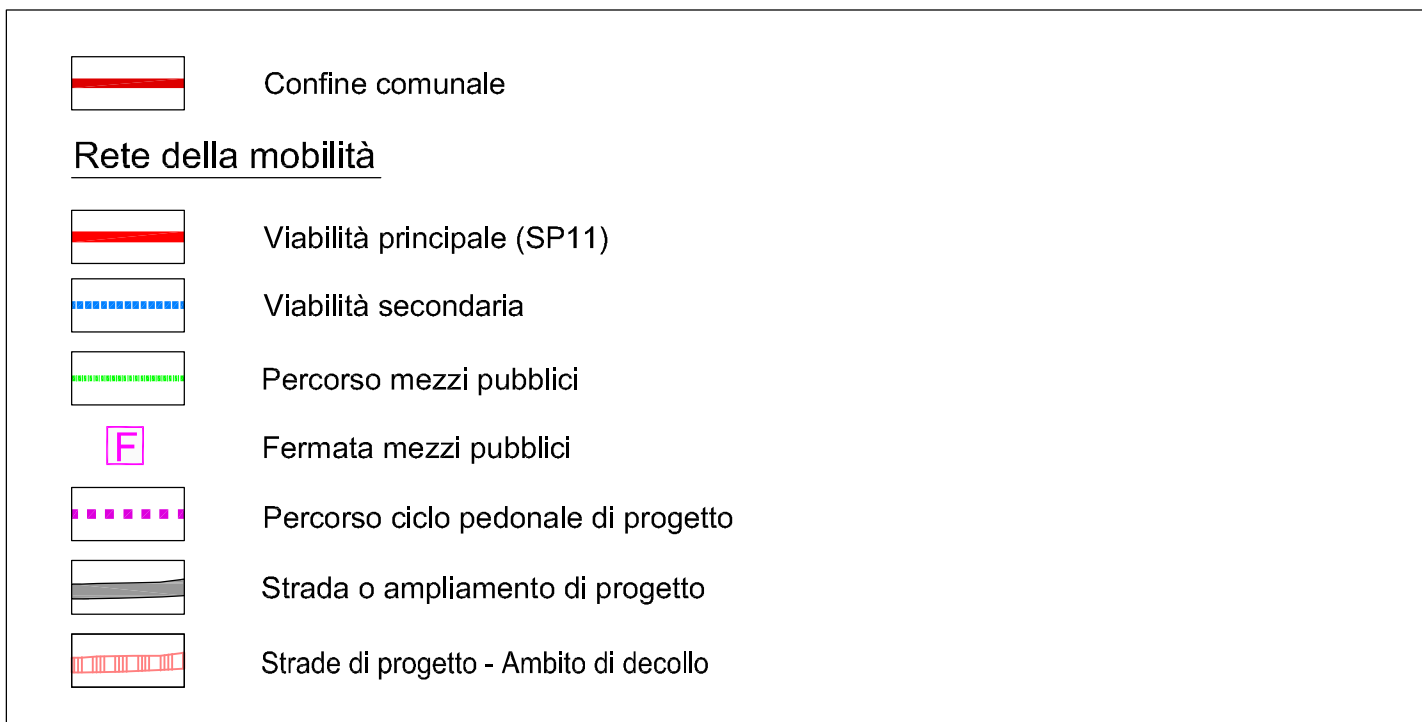 Confine comunale
Rete della mobilità
Viabilità principale (SP11)
Viabilità secondaria
Percorso mezzi pubblici
F Fermata mezzi pubblici
Percorso ciclo pedonale di progetto
Strada o ampliamento di progetto
Strade di progetto - Ambito di decollo